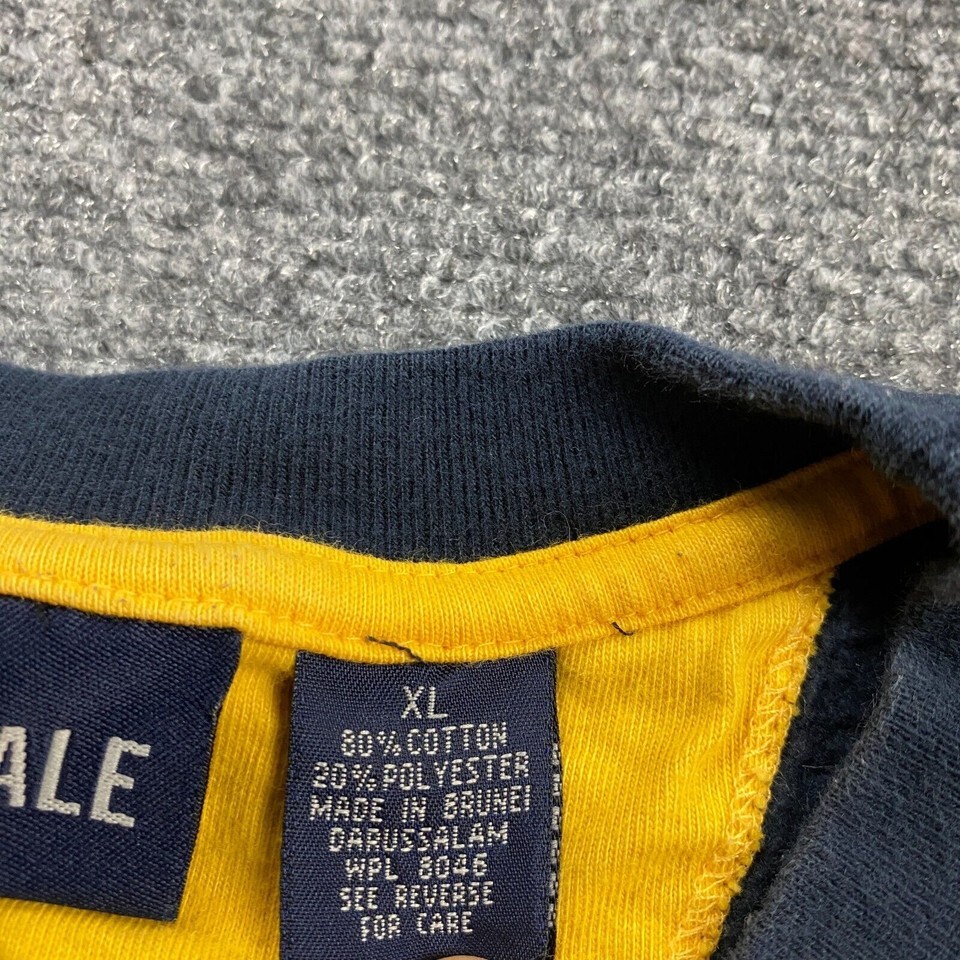 ALE
XL
80% COTTON
20% POLYESTER
MADE IN BRUNEI
DARUSSALAM
WPL 8046
SEE REVERSE
FOR CARE